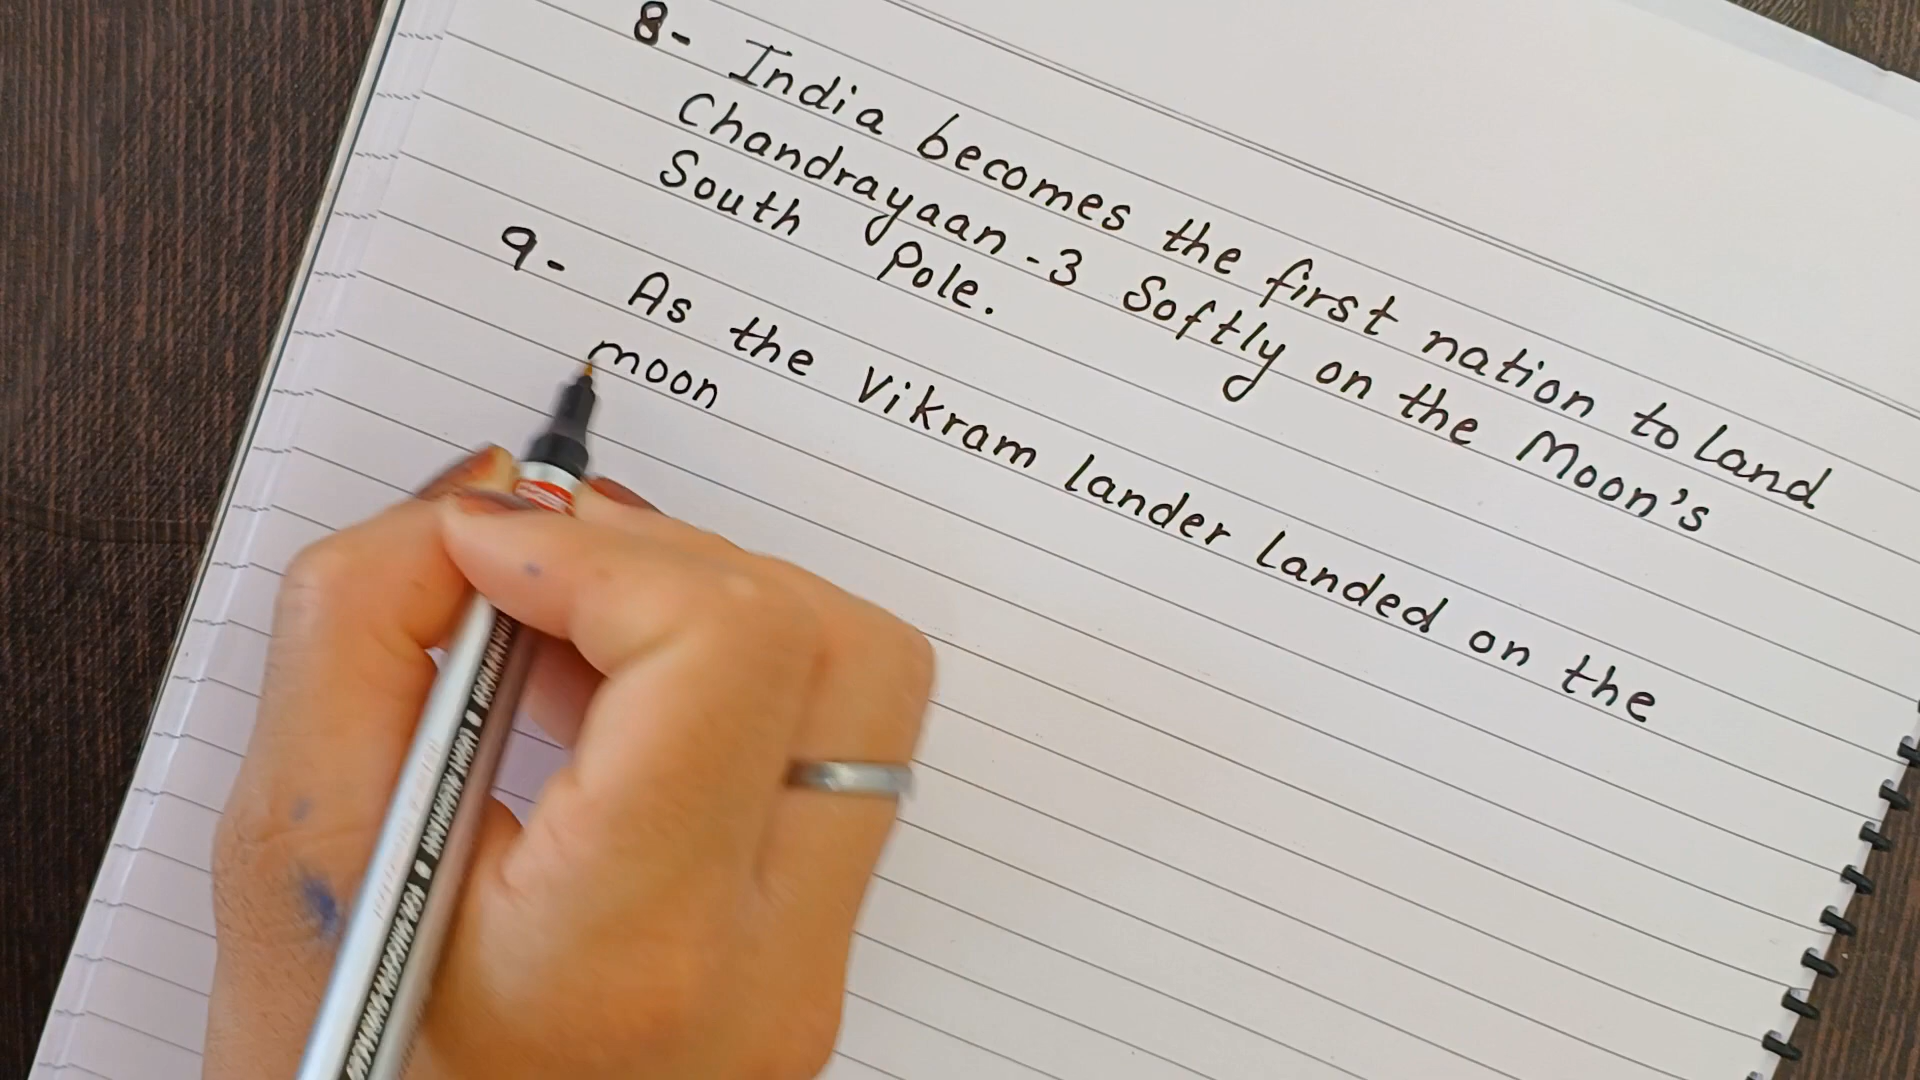 8- India becomes the first nation to land
Chandrayaan-3 Softly on the Moon's
South Pole.
9- As the Vikram lander landed on the
moon